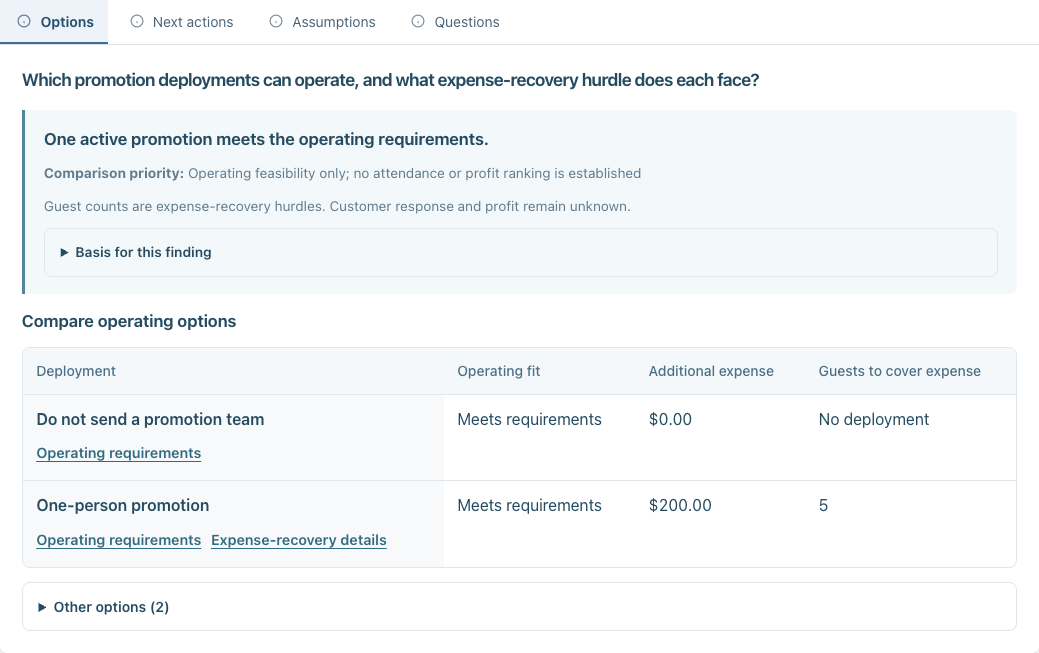 Options Next actions Assumptions Questions
Which promotion deployments can operate, and what expense-recovery hurdle does each face?
One active promotion meets the operating requirements.
Comparison priority: Operating feasibility only; no attendance or profit ranking is established
Guest counts are expense-recovery hurdles. Customer response and profit remain unknown.
Basis for this finding
Compare operating options
Deployment Operating fit Additional expense Guests to cover expense
Do not send a promotion team Meets requirements $0.00 No deployment
Operating requirements
One-person promotion Meets requirements $200.00 5
Operating requirements Expense-recovery details
Other options (2)